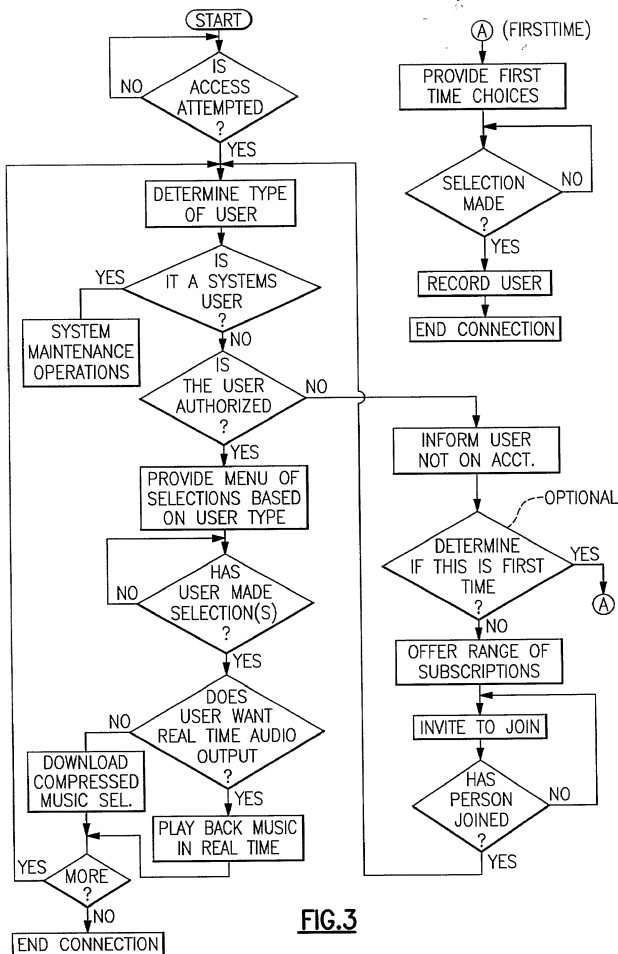 START
IS
ACCESS
ATTEMPTED
?
NO
YES
DETERMINE TYPE
OF USER
IS
IT A SYSTEMS
USER
?
YES
NO
SYSTEM
MAINTENANCE
OPERATIONS
IS
THE USER
AUTHORIZED
?
NO
YES
PROVIDE MENU OF
SELECTIONS BASED
ON USER TYPE
HAS
USER MADE
SELECTION(S)
?
NO
YES
DOES
USER WANT
REAL TIME AUDIO
OUTPUT
?
NO
YES
DOWNLOAD
COMPRESSED
MUSIC SEL.
PLAY BACK MUSIC
IN REAL TIME
MORE
?
YES
NO
END CONNECTION
A (FIRSTTIME)
PROVIDE FIRST
TIME CHOICES
SELECTION
MADE
?
NO
YES
RECORD USER
END CONNECTION
INFORM USER
NOT ON ACCT.
OPTIONAL
DETERMINE
IF THIS IS FIRST
TIME
?
YES
A
NO
OFFER RANGE OF
SUBSCRIPTIONS
INVITE TO JOIN
HAS
PERSON
JOINED
?
NO
YES
FIG.3